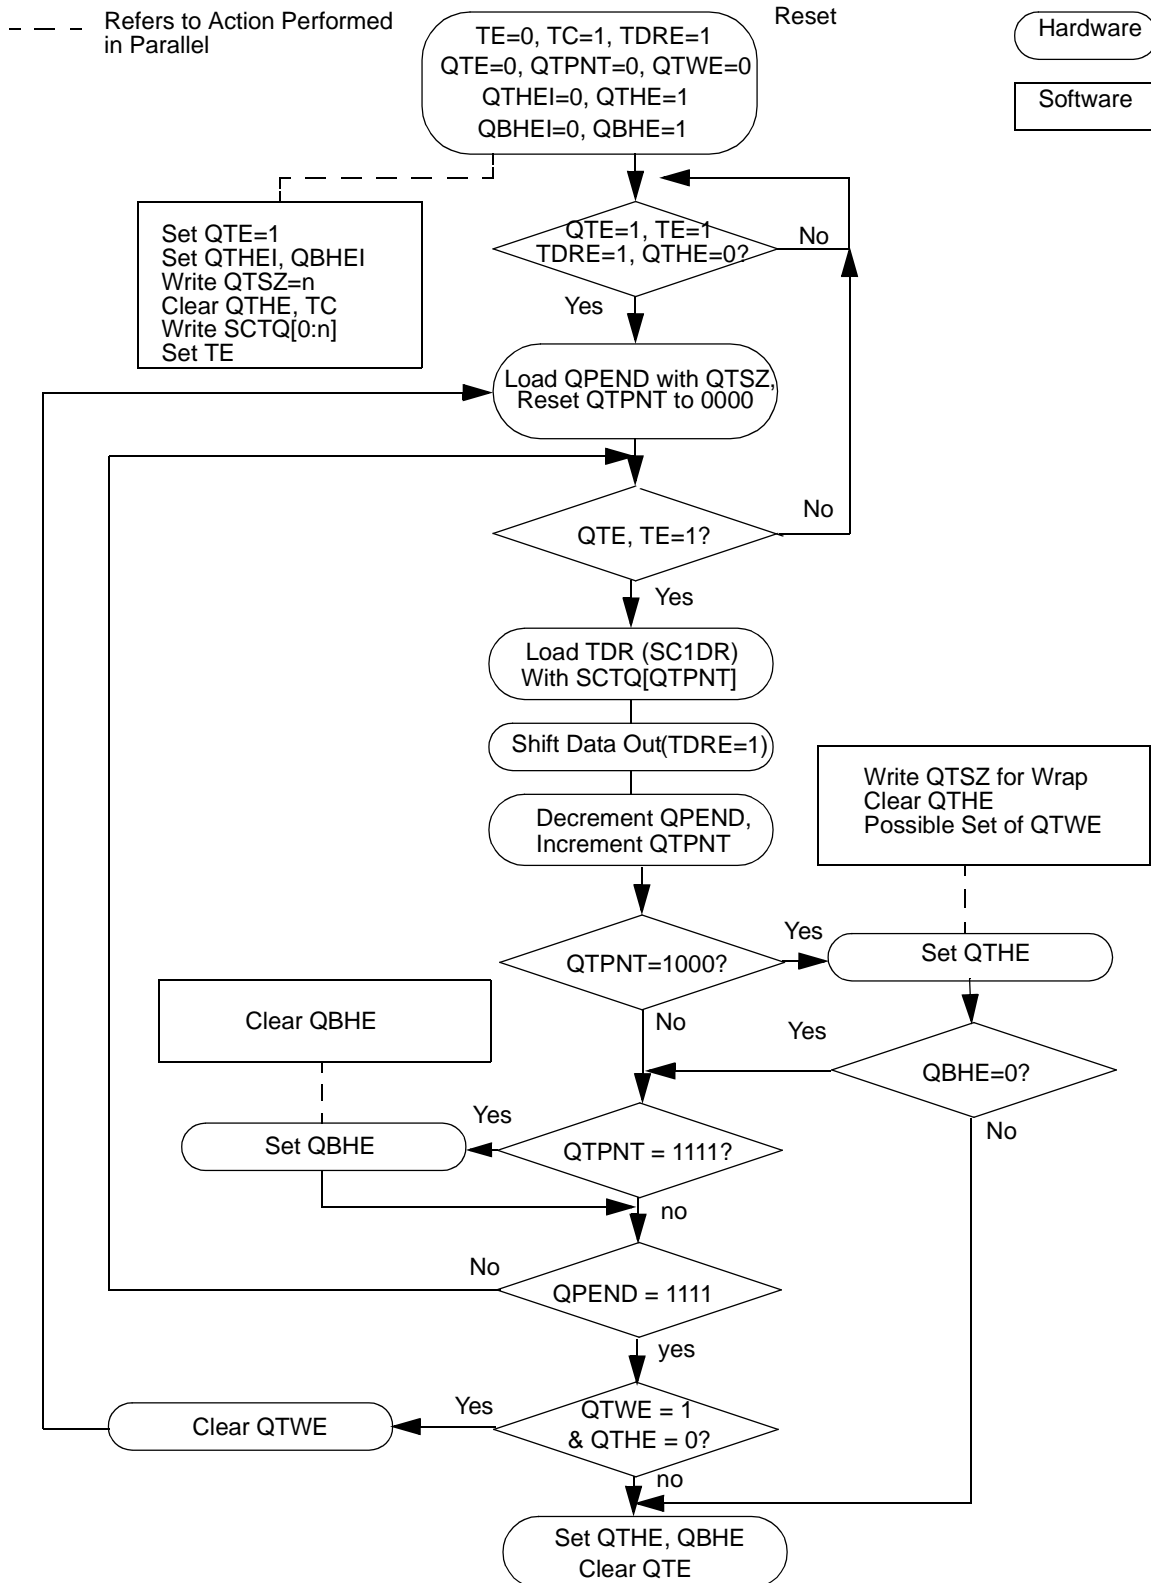 Refers to Action Performed
in Parallel
Reset
Hardware
Software
TE=0, TC=1, TDRE=1
QTE=0, QTPNT=0, QTWE=0
QTHEI=0, QTHE=1
QBHEI=0, QBHE=1
Set QTE=1
Set QTHEI, QBHEI
Write QTSZ=n
Clear QTHE, TC
Write SCTQ[0:n]
Set TE
QTE=1, TE=1
TDRE=1, QTHE=0?
No
Yes
Load QPEND with QTSZ,
Reset QTPNT to 0000
QTE, TE=1?
No
Yes
Load TDR (SC1DR)
With SCTQ[QTPNT]
Shift Data Out(TDRE=1)
Decrement QPEND,
Increment QTPNT
Write QTSZ for Wrap
Clear QTHE
Possible Set of QTWE
QTPNT=1000?
Yes
Set QTHE
No
Clear QBHE
Yes
QBHE=0?
No
Yes
Set QBHE
QTPNT = 1111?
no
No
QPEND = 1111
yes
Clear QTWE
Yes
QTWE = 1
& QTHE = 0?
no
Set QTHE, QBHE
Clear QTE